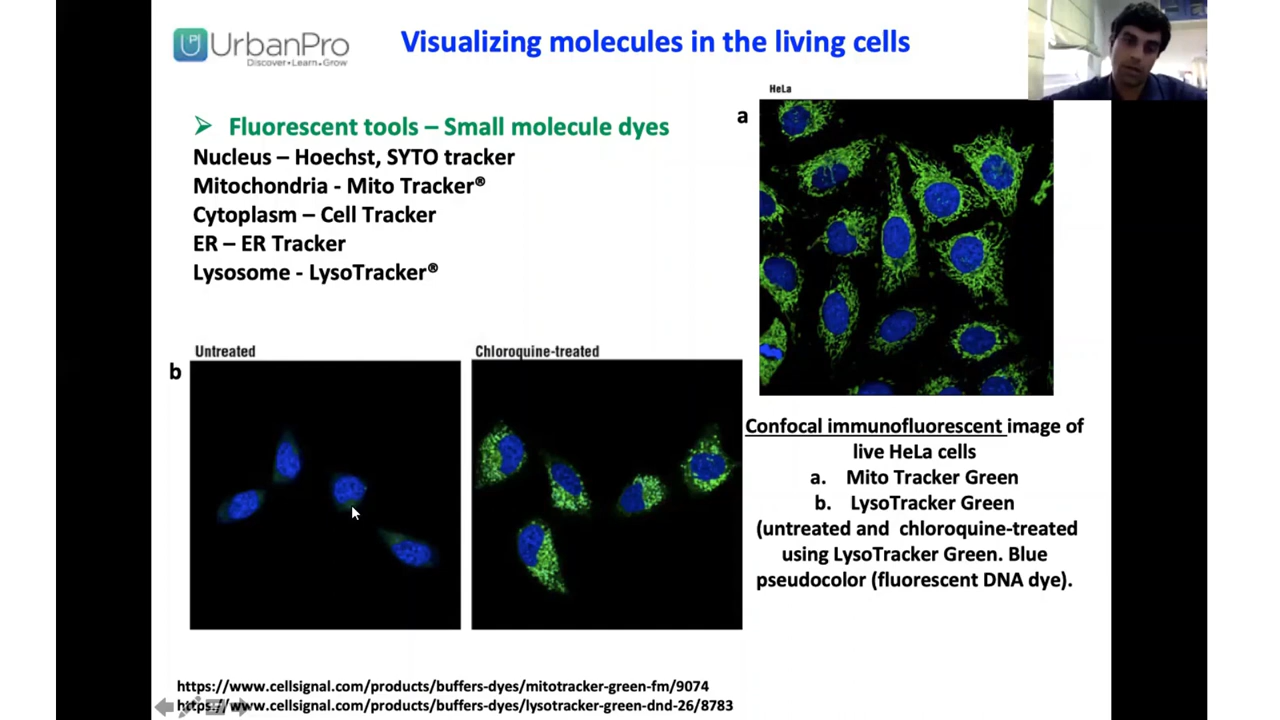 UrbanPro
Discover•Learn•Grow
Visualizing molecules in the living cells
➢ Fluorescent tools – Small molecule dyes
Nucleus – Hoechst, SYTO tracker
Mitochondria - Mito Tracker®
Cytoplasm – Cell Tracker
ER – ER Tracker
Lysosome - LysoTracker®
a
HeLa
b
Untreated
Chloroquine-treated
Confocal immunofluorescent image of
live HeLa cells
a. Mito Tracker Green
b. LysoTracker Green
(untreated and chloroquine-treated
using LysoTracker Green. Blue
pseudocolor (fluorescent DNA dye).
https://www.cellsignal.com/products/buffers-dyes/mitotracker-green-fm/9074
https://www.cellsignal.com/products/buffers-dyes/lysotracker-green-dnd-26/8783